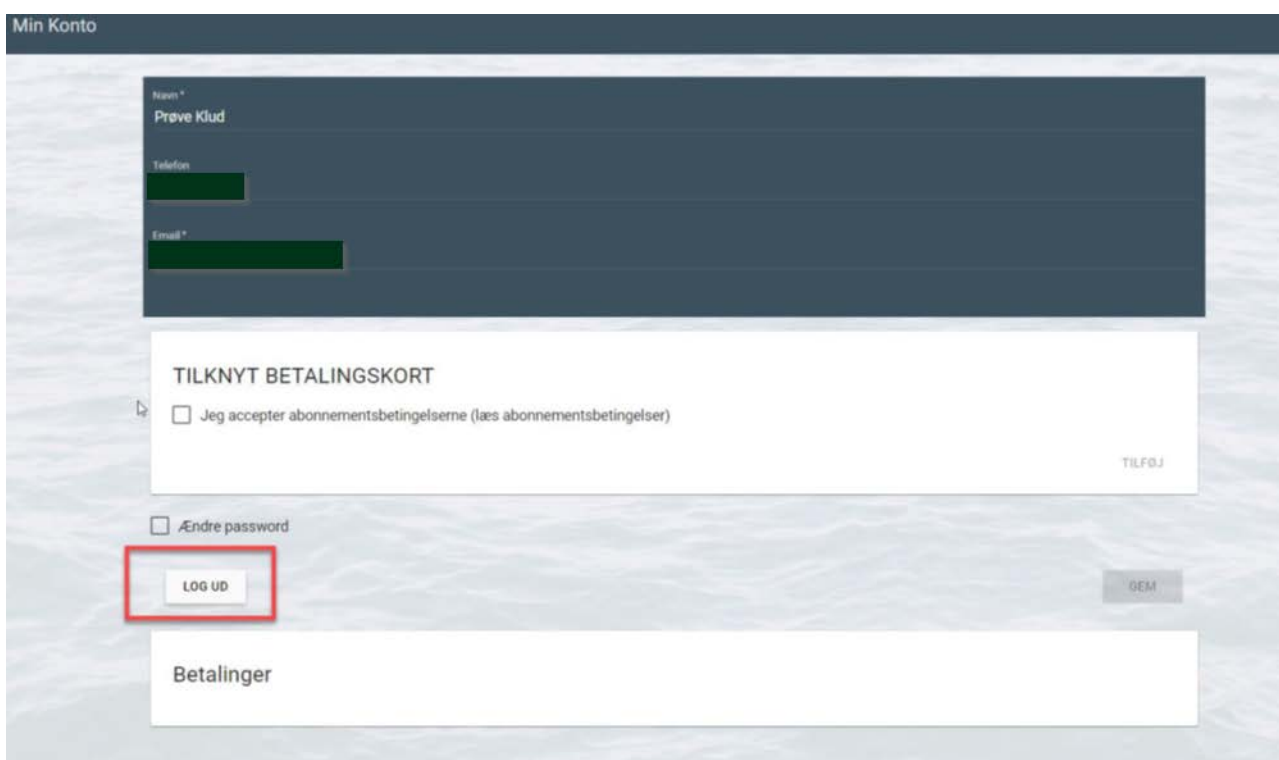 Min Konto
Navn *
Prøve Klud
Telefon
Email *
TILKNYT BETALINGSKORT
Jeg accepter abonnementsbetingelserne (læs abonnementsbetingelser)
TILFØJ
Ændre password
LOG UD
GEM
Betalinger